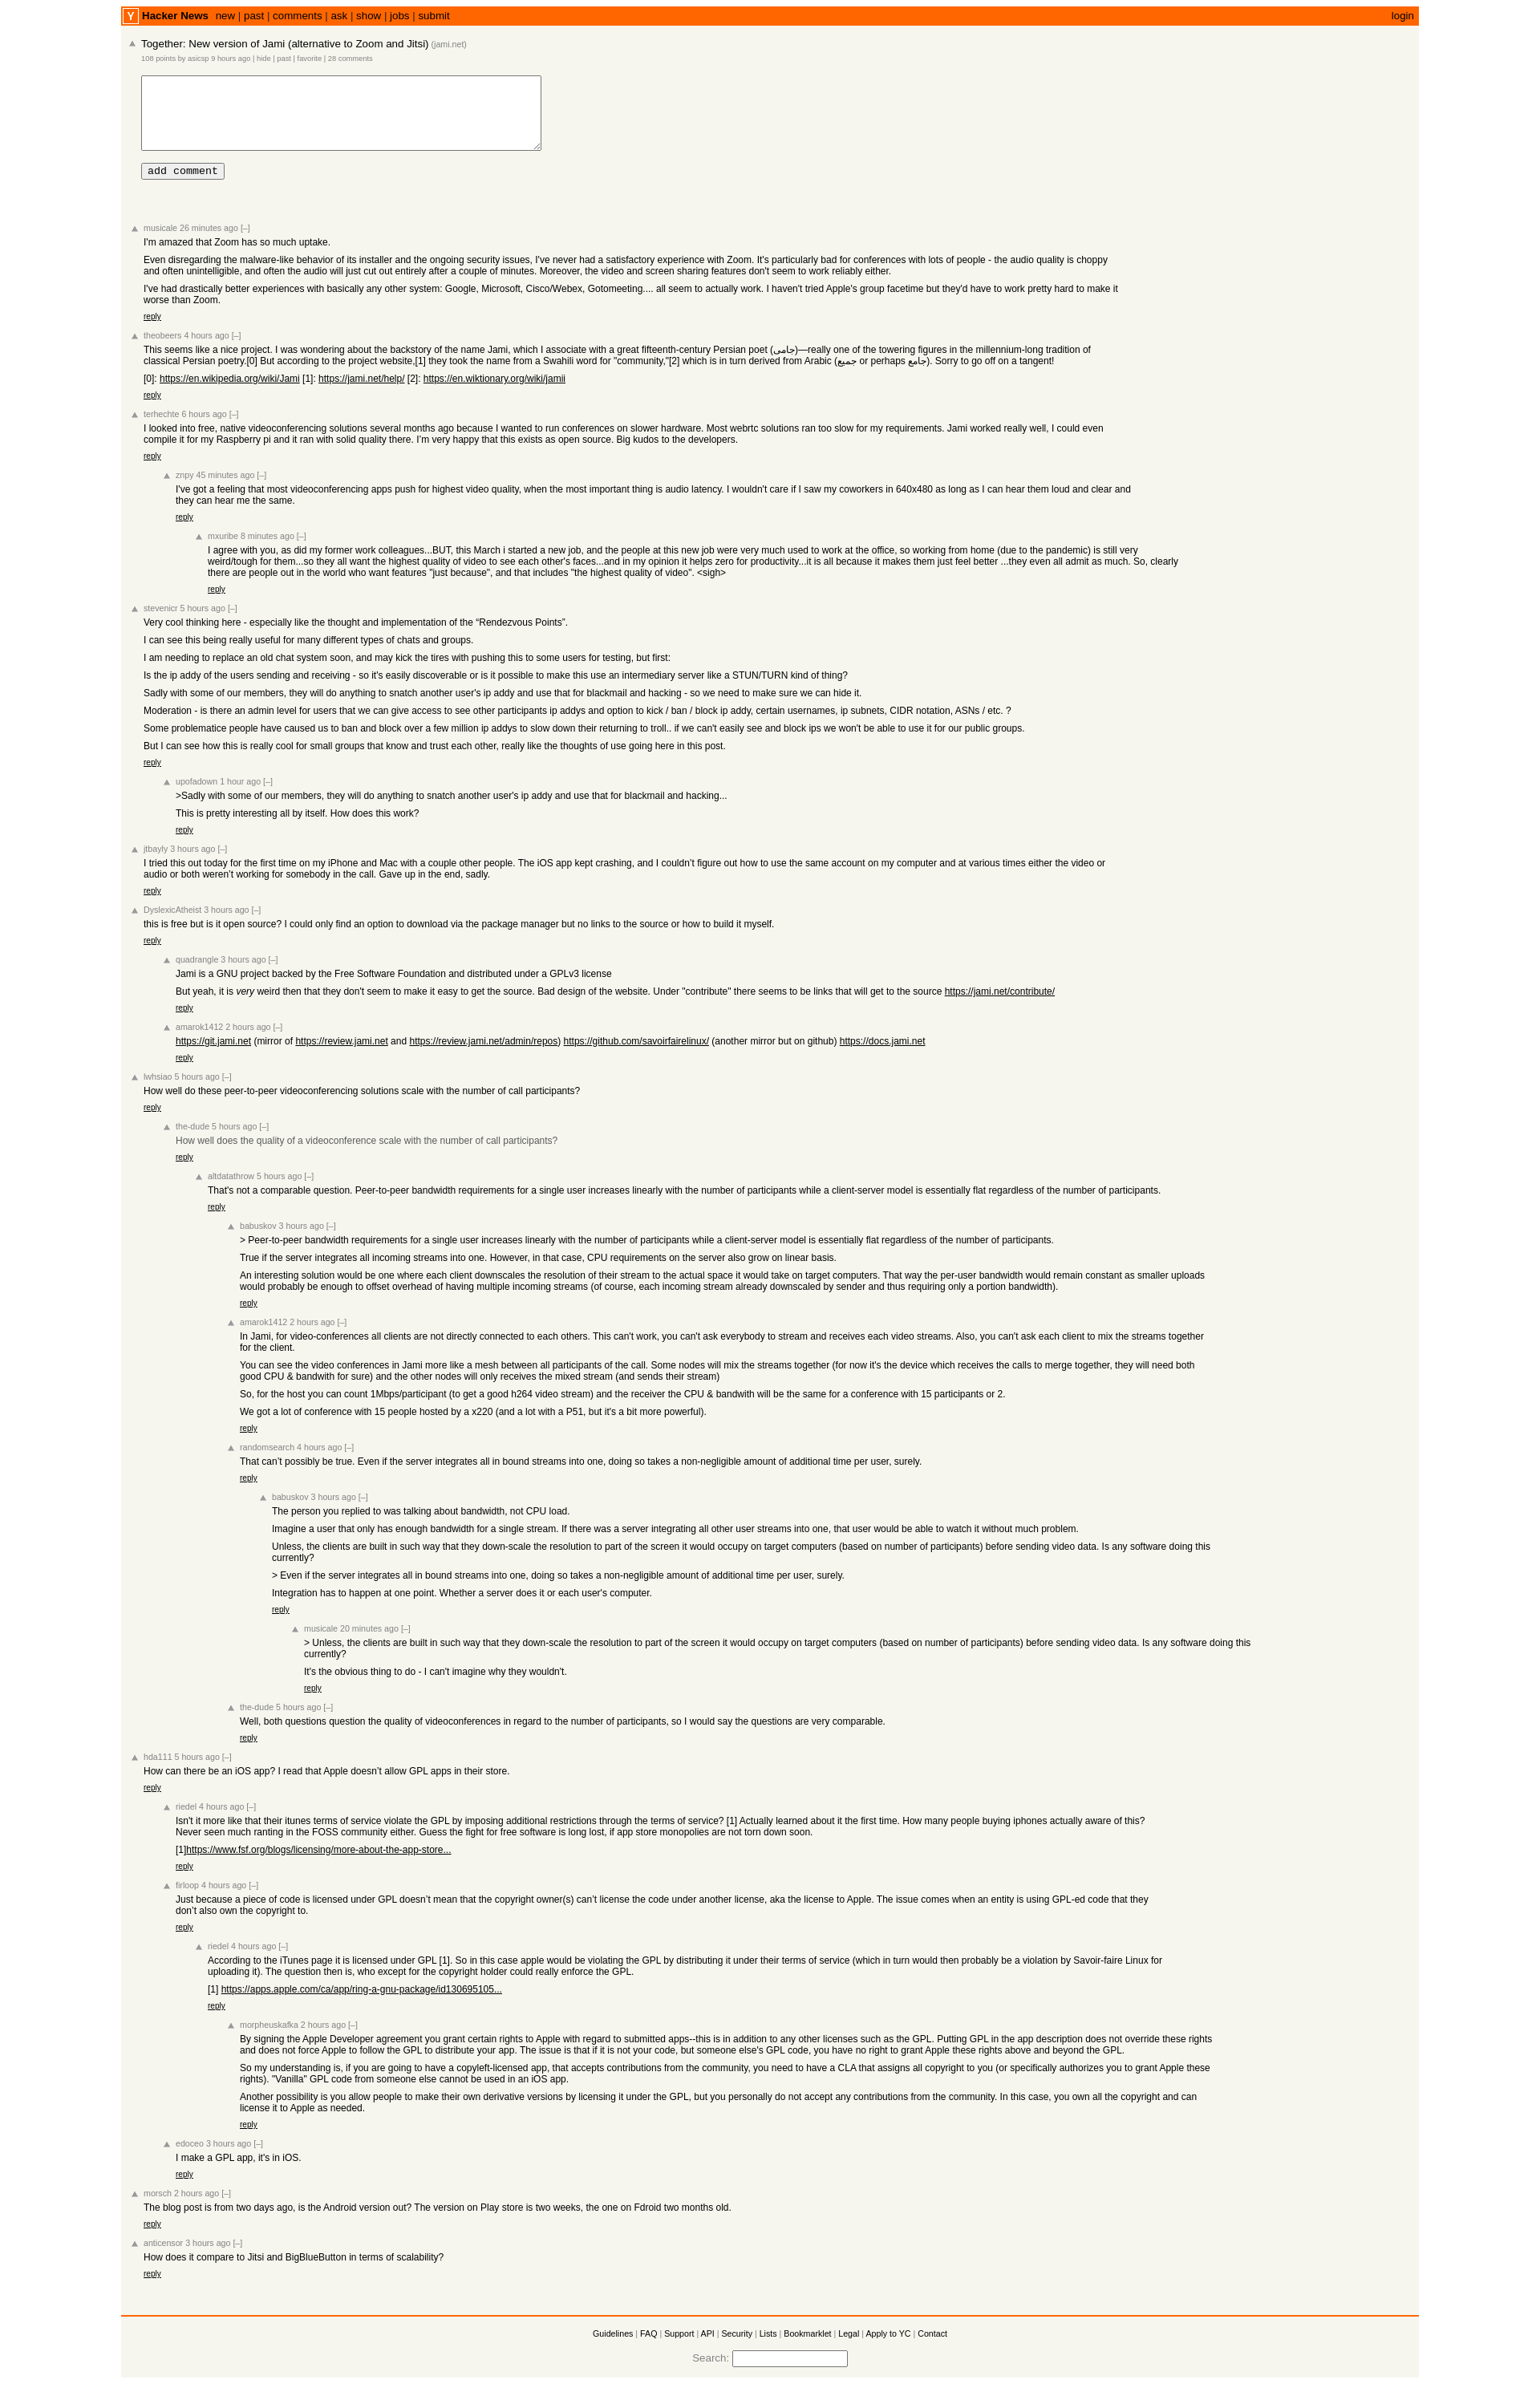 Y Hacker News new | past | comments | ask | show | jobs | submit login
Together: New version of Jami (alternative to Zoom and Jitsi) (jami.net)
108 points by asicsp 9 hours ago | hide | past | favorite | 28 comments
add comment
musicale 26 minutes ago [–]
I'm amazed that Zoom has so much uptake.
Even disregarding the malware-like behavior of its installer and the ongoing security issues, I've never had a satisfactory experience with Zoom. It's particularly bad for conferences with lots of people - the audio quality is choppy
and often unintelligible, and often the audio will just cut out entirely after a couple of minutes. Moreover, the video and screen sharing features don't seem to work reliably either.
I've had drastically better experiences with basically any other system: Google, Microsoft, Cisco/Webex, Gotomeeting.... all seem to actually work. I haven't tried Apple's group facetime but they'd have to work pretty hard to make it
worse than Zoom.
reply
theobeers 4 hours ago [–]
This seems like a nice project. I was wondering about the backstory of the name Jami, which I associate with a great fifteenth-century Persian poet (جامی)—really one of the towering figures in the millennium-long tradition of
classical Persian poetry.[0] But according to the project website,[1] they took the name from a Swahili word for "community,"[2] which is in turn derived from Arabic (جميع or perhaps جامع). Sorry to go off on a tangent!
[0]: https://en.wikipedia.org/wiki/Jami [1]: https://jami.net/help/ [2]: https://en.wiktionary.org/wiki/jamii
reply
terhechte 6 hours ago [–]
I looked into free, native videoconferencing solutions several months ago because I wanted to run conferences on slower hardware. Most webrtc solutions ran too slow for my requirements. Jami worked really well, I could even
compile it for my Raspberry pi and it ran with solid quality there. I’m very happy that this exists as open source. Big kudos to the developers.
reply
znpy 45 minutes ago [–]
I've got a feeling that most videoconferencing apps push for highest video quality, when the most important thing is audio latency. I wouldn't care if I saw my coworkers in 640x480 as long as I can hear them loud and clear and
they can hear me the same.
reply
mxuribe 8 minutes ago [–]
I agree with you, as did my former work colleagues...BUT, this March i started a new job, and the people at this new job were very much used to work at the office, so working from home (due to the pandemic) is still very
weird/tough for them...so they all want the highest quality of video to see each other's faces...and in my opinion it helps zero for productivity...it is all because it makes them just feel better ...they even all admit as much. So, clearly
there are people out in the world who want features "just because", and that includes "the highest quality of video". <sigh>
reply
stevenicr 5 hours ago [–]
Very cool thinking here - especially like the thought and implementation of the “Rendezvous Points”.
I can see this being really useful for many different types of chats and groups.
I am needing to replace an old chat system soon, and may kick the tires with pushing this to some users for testing, but first:
Is the ip addy of the users sending and receiving - so it's easily discoverable or is it possible to make this use an intermediary server like a STUN/TURN kind of thing?
Sadly with some of our members, they will do anything to snatch another user's ip addy and use that for blackmail and hacking - so we need to make sure we can hide it.
Moderation - is there an admin level for users that we can give access to see other participants ip addys and option to kick / ban / block ip addy, certain usernames, ip subnets, CIDR notation, ASNs / etc. ?
Some problematice people have caused us to ban and block over a few million ip addys to slow down their returning to troll.. if we can't easily see and block ips we won't be able to use it for our public groups.
But I can see how this is really cool for small groups that know and trust each other, really like the thoughts of use going here in this post.
reply
upofadown 1 hour ago [–]
>Sadly with some of our members, they will do anything to snatch another user's ip addy and use that for blackmail and hacking...
This is pretty interesting all by itself. How does this work?
reply
jtbayly 3 hours ago [–]
I tried this out today for the first time on my iPhone and Mac with a couple other people. The iOS app kept crashing, and I couldn’t figure out how to use the same account on my computer and at various times either the video or
audio or both weren’t working for somebody in the call. Gave up in the end, sadly.
reply
DyslexicAtheist 3 hours ago [–]
this is free but is it open source? I could only find an option to download via the package manager but no links to the source or how to build it myself.
reply
quadrangle 3 hours ago [–]
Jami is a GNU project backed by the Free Software Foundation and distributed under a GPLv3 license
But yeah, it is very weird then that they don't seem to make it easy to get the source. Bad design of the website. Under "contribute" there seems to be links that will get to the source https://jami.net/contribute/
reply
amarok1412 2 hours ago [–]
https://git.jami.net (mirror of https://review.jami.net and https://review.jami.net/admin/repos) https://github.com/savoirfairelinux/ (another mirror but on github) https://docs.jami.net
reply
lwhsiao 5 hours ago [–]
How well do these peer-to-peer videoconferencing solutions scale with the number of call participants?
reply
the-dude 5 hours ago [–]
How well does the quality of a videoconference scale with the number of call participants?
reply
altdatathrow 5 hours ago [–]
That's not a comparable question. Peer-to-peer bandwidth requirements for a single user increases linearly with the number of participants while a client-server model is essentially flat regardless of the number of participants.
reply
babuskov 3 hours ago [–]
> Peer-to-peer bandwidth requirements for a single user increases linearly with the number of participants while a client-server model is essentially flat regardless of the number of participants.
True if the server integrates all incoming streams into one. However, in that case, CPU requirements on the server also grow on linear basis.
An interesting solution would be one where each client downscales the resolution of their stream to the actual space it would take on target computers. That way the per-user bandwidth would remain constant as smaller uploads
would probably be enough to offset overhead of having multiple incoming streams (of course, each incoming stream already downscaled by sender and thus requiring only a portion bandwidth).
reply
amarok1412 2 hours ago [–]
In Jami, for video-conferences all clients are not directly connected to each others. This can't work, you can't ask everybody to stream and receives each video streams. Also, you can't ask each client to mix the streams together
for the client.
You can see the video conferences in Jami more like a mesh between all participants of the call. Some nodes will mix the streams together (for now it's the device which receives the calls to merge together, they will need both
good CPU & bandwith for sure) and the other nodes will only receives the mixed stream (and sends their stream)
So, for the host you can count 1Mbps/participant (to get a good h264 video stream) and the receiver the CPU & bandwith will be the same for a conference with 15 participants or 2.
We got a lot of conference with 15 people hosted by a x220 (and a lot with a P51, but it's a bit more powerful).
reply
randomsearch 4 hours ago [–]
That can’t possibly be true. Even if the server integrates all in bound streams into one, doing so takes a non-negligible amount of additional time per user, surely.
reply
babuskov 3 hours ago [–]
The person you replied to was talking about bandwidth, not CPU load.
Imagine a user that only has enough bandwidth for a single stream. If there was a server integrating all other user streams into one, that user would be able to watch it without much problem.
Unless, the clients are built in such way that they down-scale the resolution to part of the screen it would occupy on target computers (based on number of participants) before sending video data. Is any software doing this
currently?
> Even if the server integrates all in bound streams into one, doing so takes a non-negligible amount of additional time per user, surely.
Integration has to happen at one point. Whether a server does it or each user's computer.
reply
musicale 20 minutes ago [–]
> Unless, the clients are built in such way that they down-scale the resolution to part of the screen it would occupy on target computers (based on number of participants) before sending video data. Is any software doing this
currently?
It's the obvious thing to do - I can't imagine why they wouldn't.
reply
the-dude 5 hours ago [–]
Well, both questions question the quality of videoconferences in regard to the number of participants, so I would say the questions are very comparable.
reply
hda111 5 hours ago [–]
How can there be an iOS app? I read that Apple doesn’t allow GPL apps in their store.
reply
riedel 4 hours ago [–]
Isn't it more like that their itunes terms of service violate the GPL by imposing additional restrictions through the terms of service? [1] Actually learned about it the first time. How many people buying iphones actually aware of this?
Never seen much ranting in the FOSS community either. Guess the fight for free software is long lost, if app store monopolies are not torn down soon.
[1]https://www.fsf.org/blogs/licensing/more-about-the-app-store...
reply
firloop 4 hours ago [–]
Just because a piece of code is licensed under GPL doesn’t mean that the copyright owner(s) can’t license the code under another license, aka the license to Apple. The issue comes when an entity is using GPL-ed code that they
don’t also own the copyright to.
reply
riedel 4 hours ago [–]
According to the iTunes page it is licensed under GPL [1]. So in this case apple would be violating the GPL by distributing it under their terms of service (which in turn would then probably be a violation by Savoir-faire Linux for
uploading it). The question then is, who except for the copyright holder could really enforce the GPL.
[1] https://apps.apple.com/ca/app/ring-a-gnu-package/id130695105...
reply
morpheuskafka 2 hours ago [–]
By signing the Apple Developer agreement you grant certain rights to Apple with regard to submitted apps--this is in addition to any other licenses such as the GPL. Putting GPL in the app description does not override these rights
and does not force Apple to follow the GPL to distribute your app. The issue is that if it is not your code, but someone else's GPL code, you have no right to grant Apple these rights above and beyond the GPL.
So my understanding is, if you are going to have a copyleft-licensed app, that accepts contributions from the community, you need to have a CLA that assigns all copyright to you (or specifically authorizes you to grant Apple these
rights). "Vanilla" GPL code from someone else cannot be used in an iOS app.
Another possibility is you allow people to make their own derivative versions by licensing it under the GPL, but you personally do not accept any contributions from the community. In this case, you own all the copyright and can
license it to Apple as needed.
reply
edoceo 3 hours ago [–]
I make a GPL app, it's in iOS.
reply
morsch 2 hours ago [–]
The blog post is from two days ago, is the Android version out? The version on Play store is two weeks, the one on Fdroid two months old.
reply
anticensor 3 hours ago [–]
How does it compare to Jitsi and BigBlueButton in terms of scalability?
reply
Guidelines | FAQ | Support | API | Security | Lists | Bookmarklet | Legal | Apply to YC | Contact
Search: